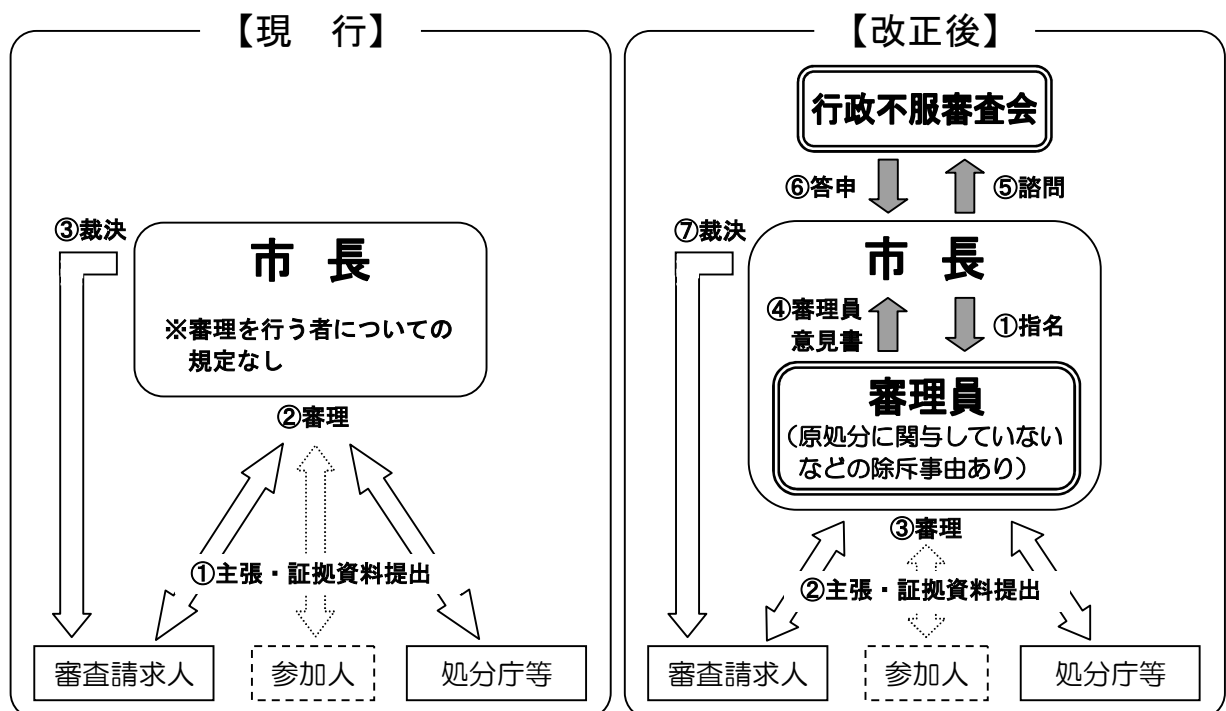 【現　行】
③裁決
市 長
※審理を行う者についての
規定なし
②審理
①主張・証拠資料提出
審査請求人
参加人
処分庁等
【改正後】
行政不服審査会
⑥答申
⑤諮問
⑦裁決
市 長
④審理員
意見書
①指名
審理員
（原処分に関与していない
などの除斥事由あり）
③審理
②主張・証拠資料提出
審査請求人
参加人
処分庁等